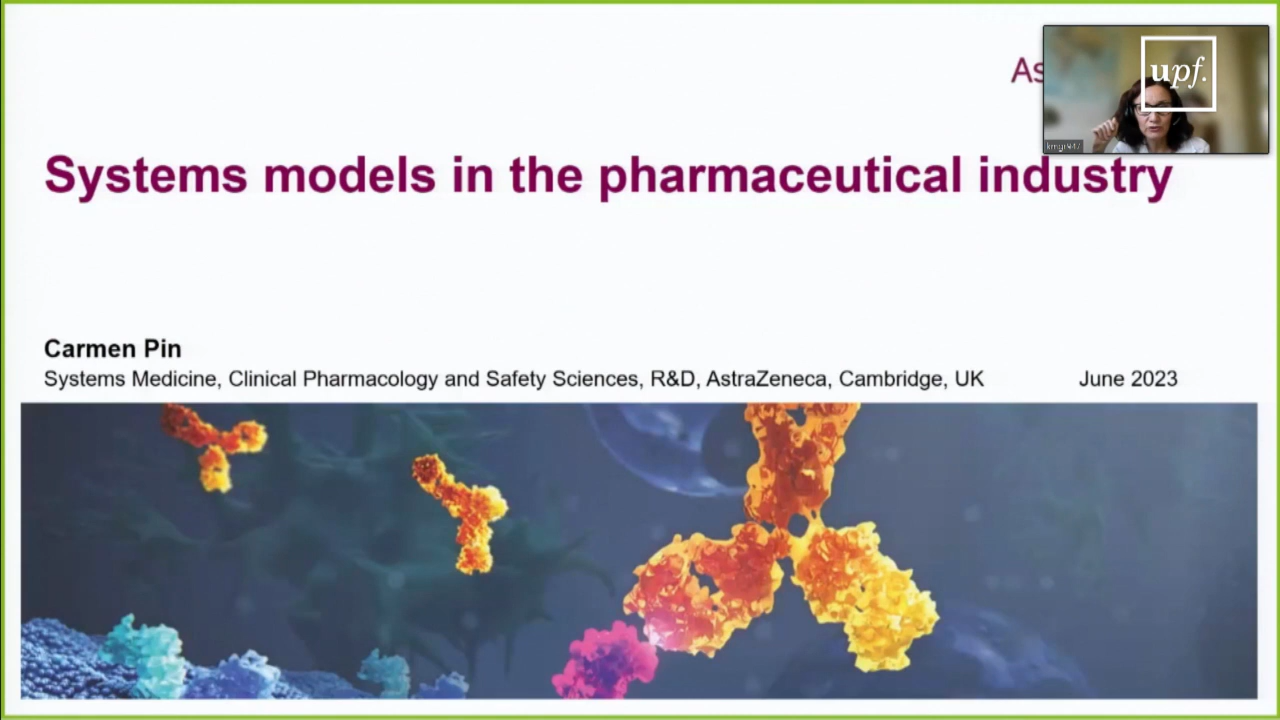 As
upf.
kmjr947
Systems models in the pharmaceutical industry
Carmen Pin
Systems Medicine, Clinical Pharmacology and Safety Sciences, R&D, AstraZeneca, Cambridge, UK
June 2023